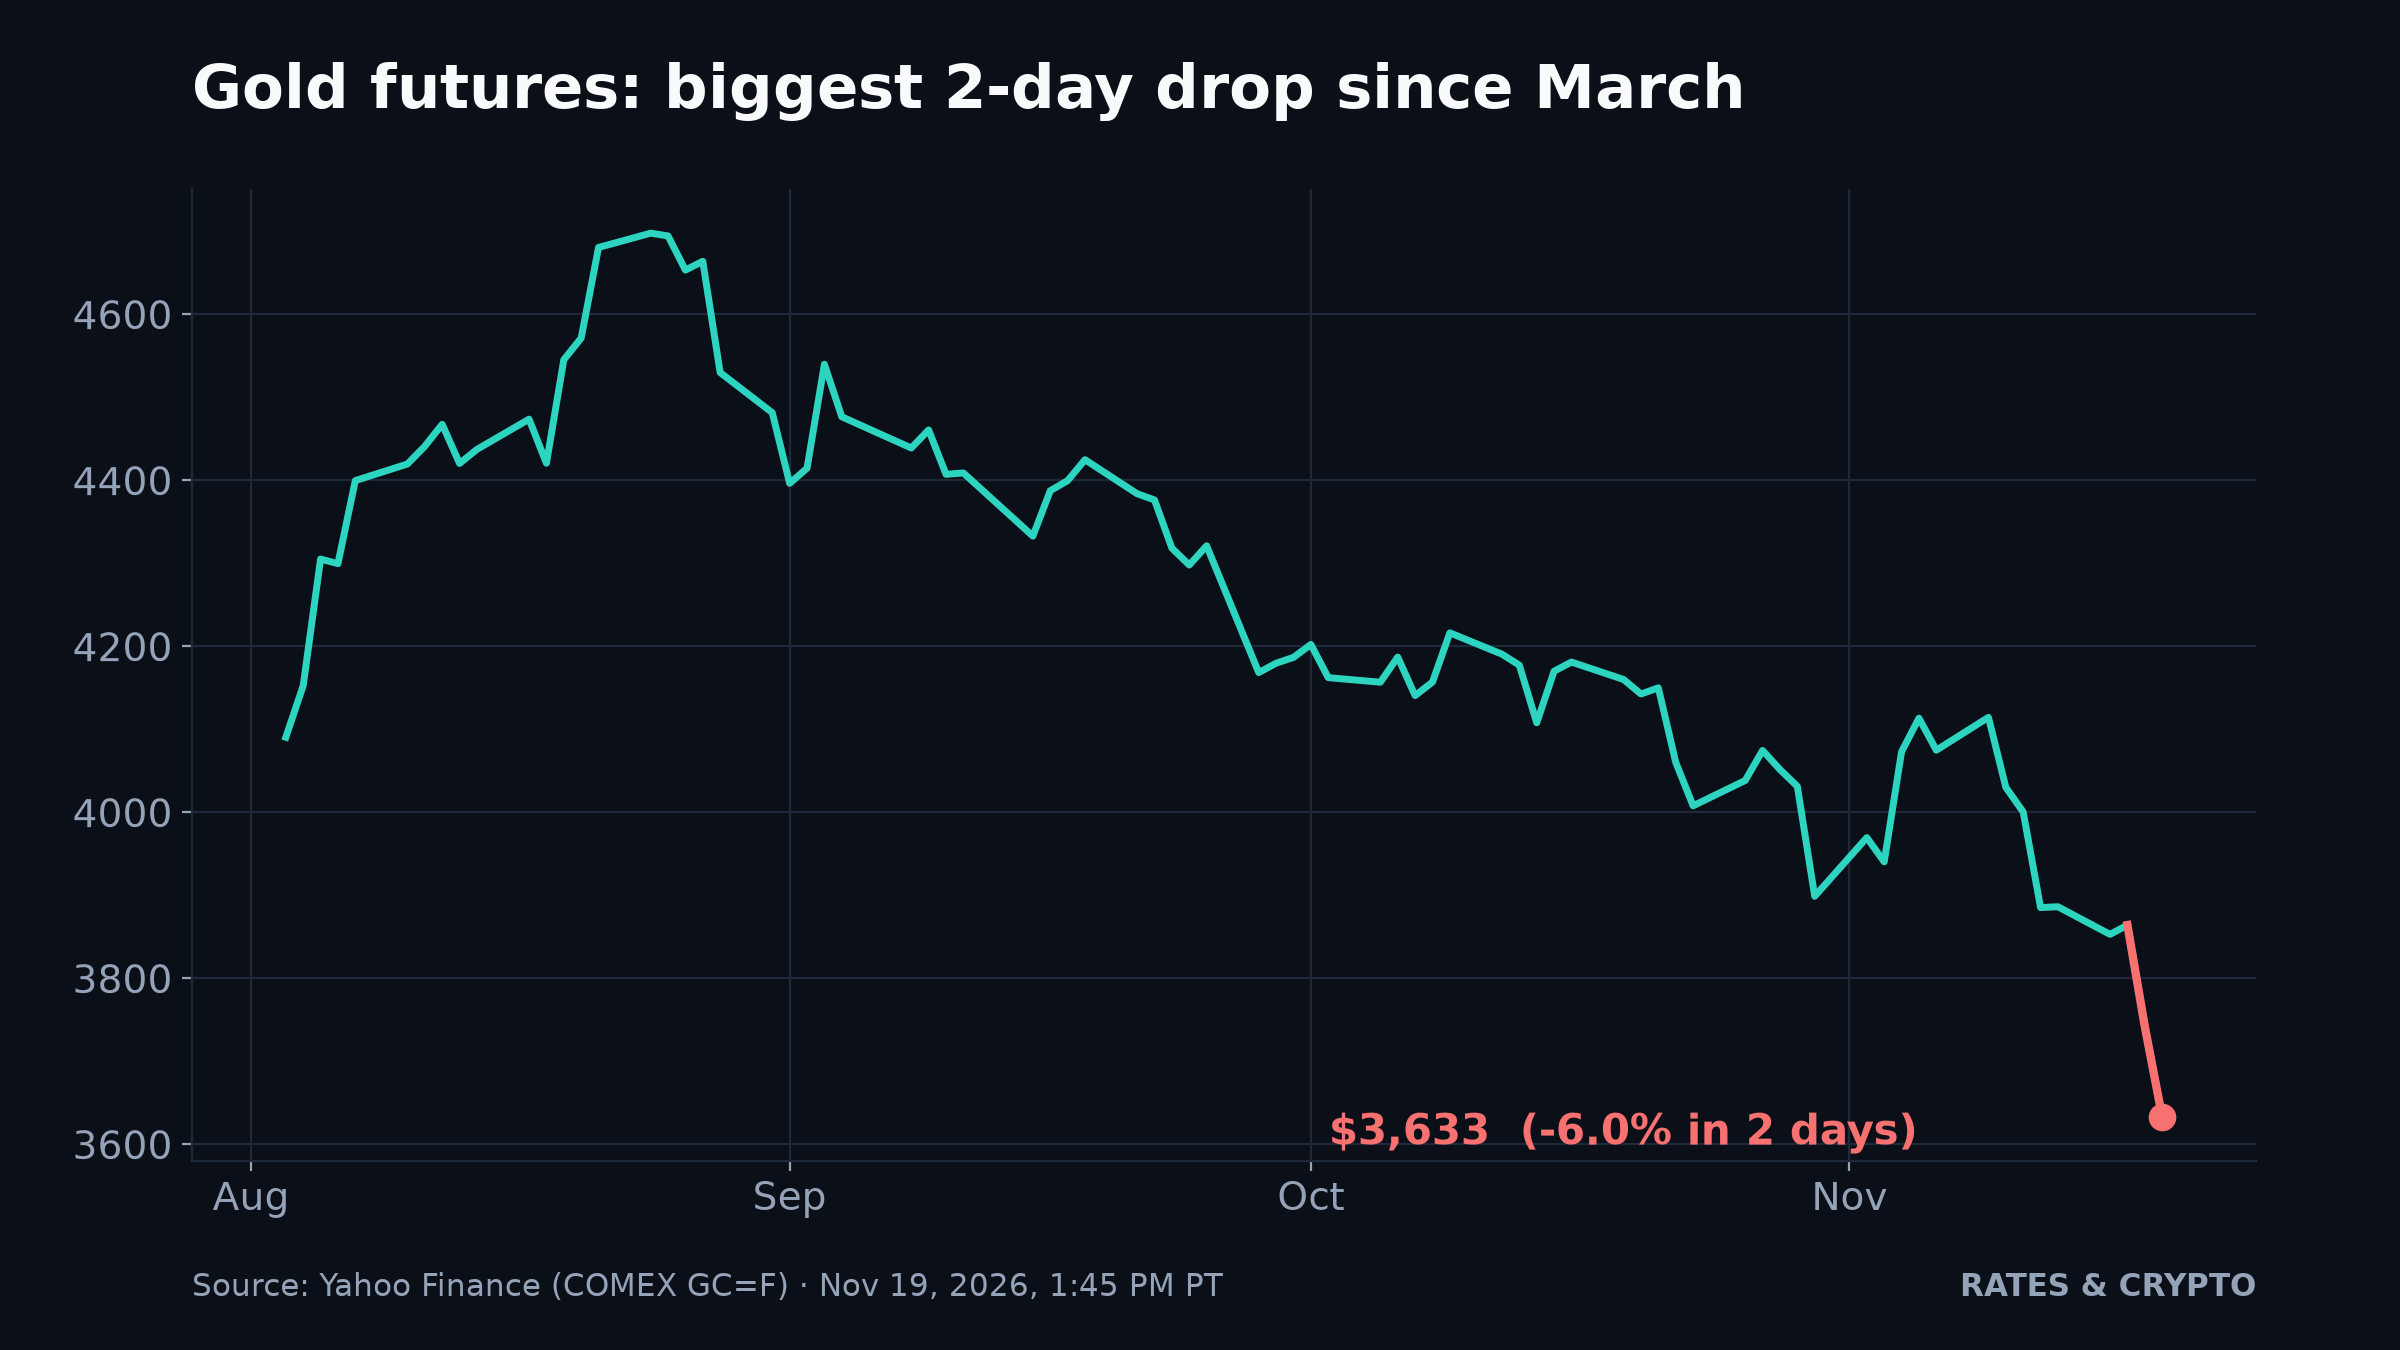 Gold futures: biggest 2-day drop since March
4600
4400
4200
4000
3800
3600
$3,633 (-6.0% in 2 days)
Aug Sep Oct Nov
Source: Yahoo Finance (COMEX GC=F) · Nov 19, 2026, 1:45 PM PT
RATES & CRYPTO